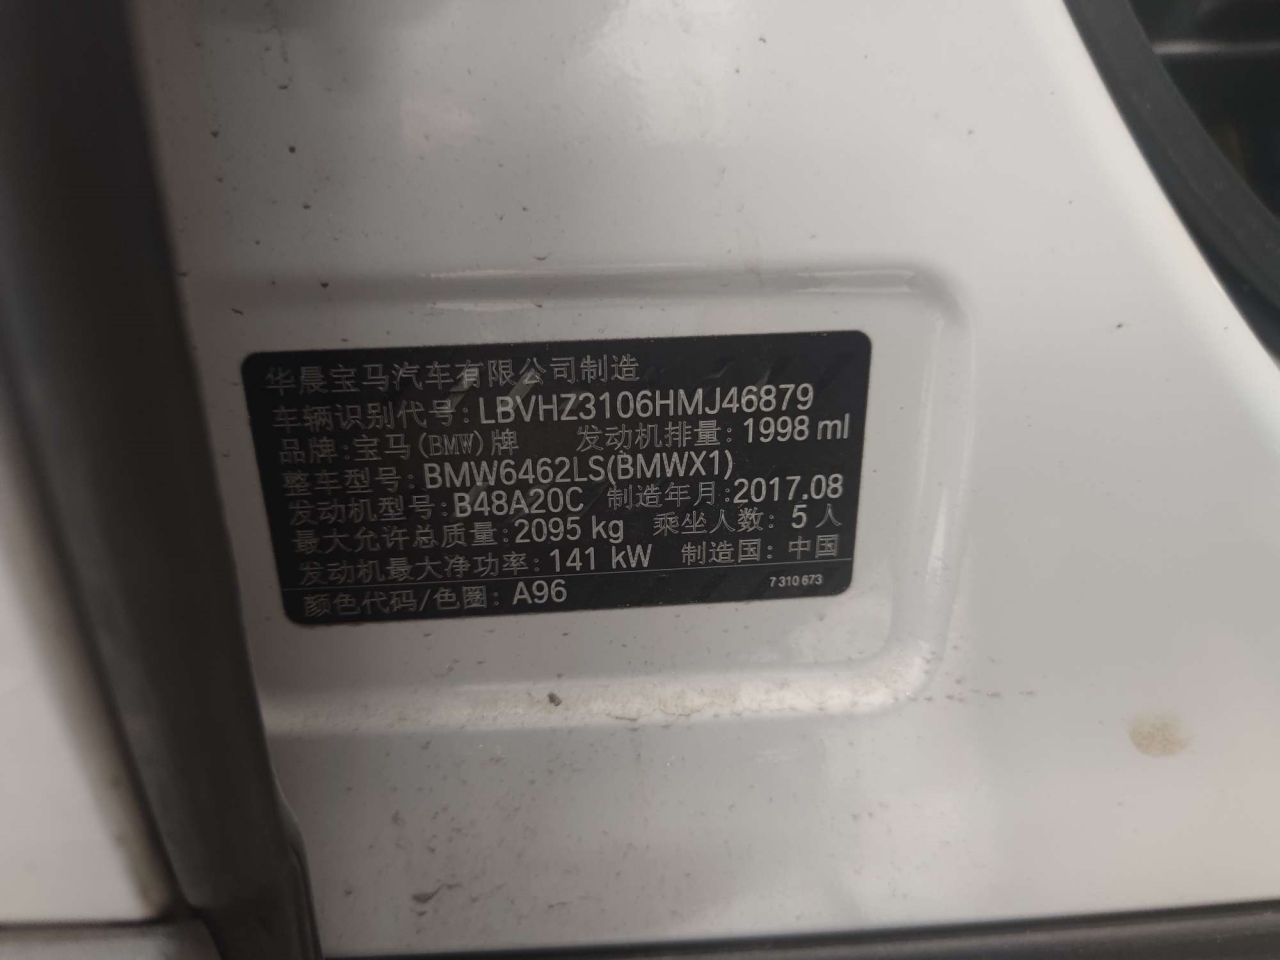 华晨宝马汽车有限公司制造
车辆识别代号: LBVHZ3106HMJ46879
品牌: 宝马(BMW)牌 发动机排量: 1998 ml
整车型号: BMW6462LS(BMWX1)
发动机型号: B48A20C 制造年月: 2017.08
最大允许总质量: 2095 kg 乘坐人数: 5 人
发动机最大净功率: 141 kW 制造国: 中国
颜色代码/色圈: A96 7 310 673